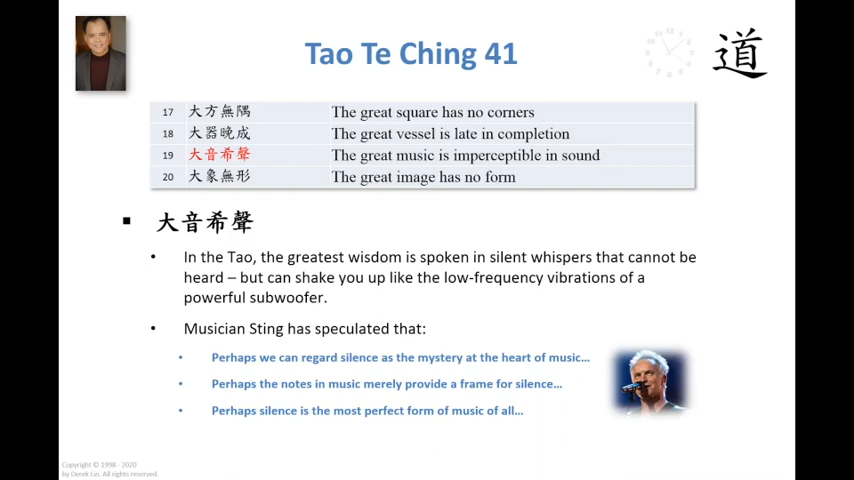 Tao Te Ching 41
道
17 大方無隅 The great square has no corners
18 大器晚成 The great vessel is late in completion
19 大音希聲 The great music is imperceptible in sound
20 大象無形 The great image has no form
▪ 大音希聲
• In the Tao, the greatest wisdom is spoken in silent whispers that cannot be
heard – but can shake you up like the low-frequency vibrations of a
powerful subwoofer.
• Musician Sting has speculated that:
• Perhaps we can regard silence as the mystery at the heart of music...
• Perhaps the notes in music merely provide a frame for silence...
• Perhaps silence is the most perfect form of music of all...
Copyright © 1998 - 2020
by Derek Lin. All rights reserved.